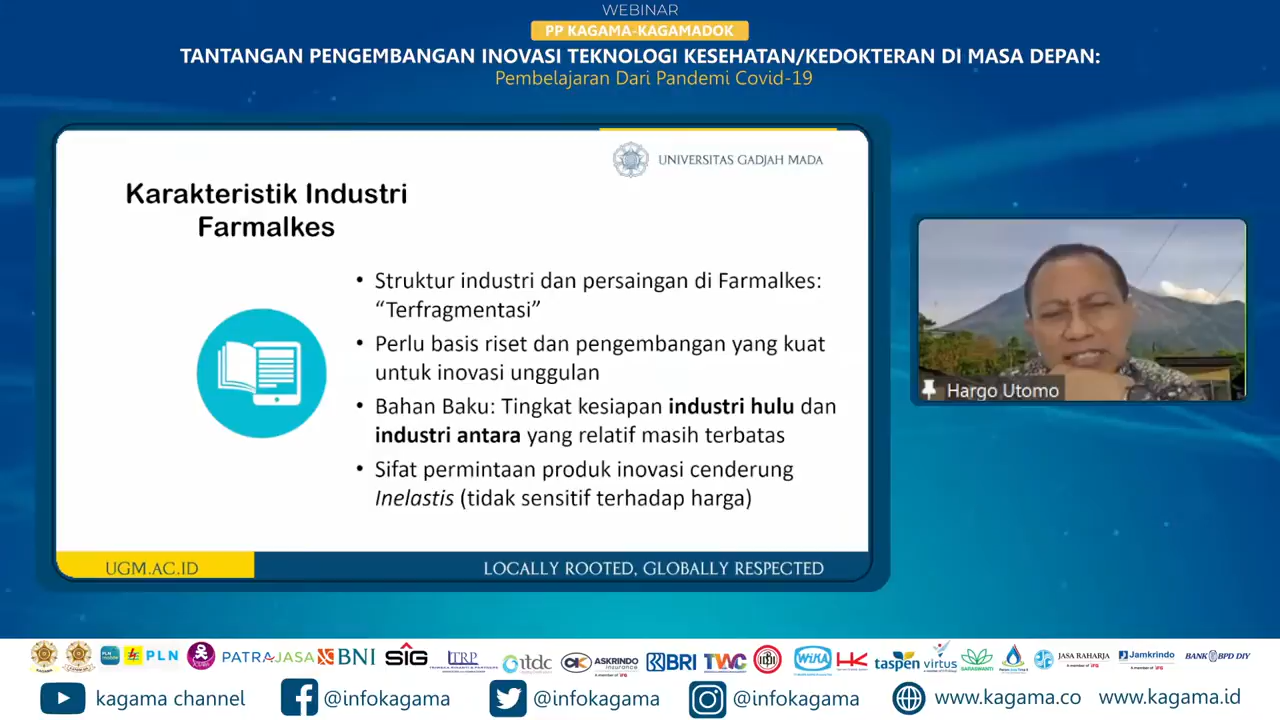 WEBINAR
PP KAGAMA-KAGAMADOK
TANTANGAN PENGEMBANGAN INOVASI TEKNOLOGI KESEHATAN/KEDOKTERAN DI MASA DEPAN:
Pembelajaran Dari Pandemi Covid-19
UNIVERSITAS GADJAH MADA
Karakteristik Industri
Farmalkes
• Struktur industri dan persaingan di Farmalkes:
“Terfragmentasi”
• Perlu basis riset dan pengembangan yang kuat
untuk inovasi unggulan
• Bahan Baku: Tingkat kesiapan industri hulu dan
industri antara yang relatif masih terbatas
• Sifat permintaan produk inovasi cenderung
Inelastis (tidak sensitif terhadap harga)
UGM.AC.ID
LOCALLY ROOTED, GLOBALLY RESPECTED
Hargo Utomo
PLN PATRAJASA BNI SIG TRP itdc ASKRINDO insurance BRI TWC WIKA HK taspen virtus SARASWANTI JASA RAHARJA Jamkrindo BANK BPD DIY
kagama channel @infokagama @infokagama @infokagama www.kagama.co www.kagama.id